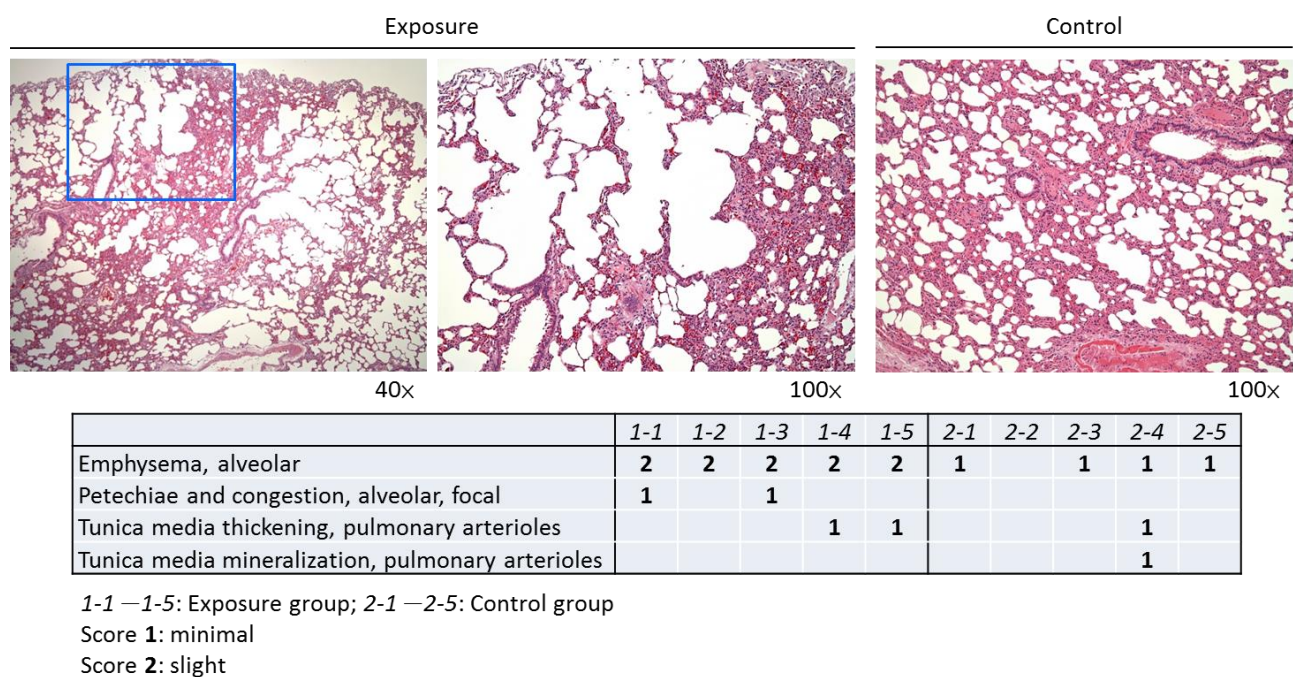 Exposure Control
40x 100x 100x
1-1 1-2 1-3 1-4 1-5 2-1 2-2 2-3 2-4 2-5
Emphysema, alveolar 2 2 2 2 2 1 1 1 1
Petechiae and congestion, alveolar, focal 1 1
Tunica media thickening, pulmonary arterioles 1 1 1
Tunica media mineralization, pulmonary arterioles 1
1-1 —1-5: Exposure group; 2-1 —2-5: Control group
Score 1: minimal
Score 2: slight